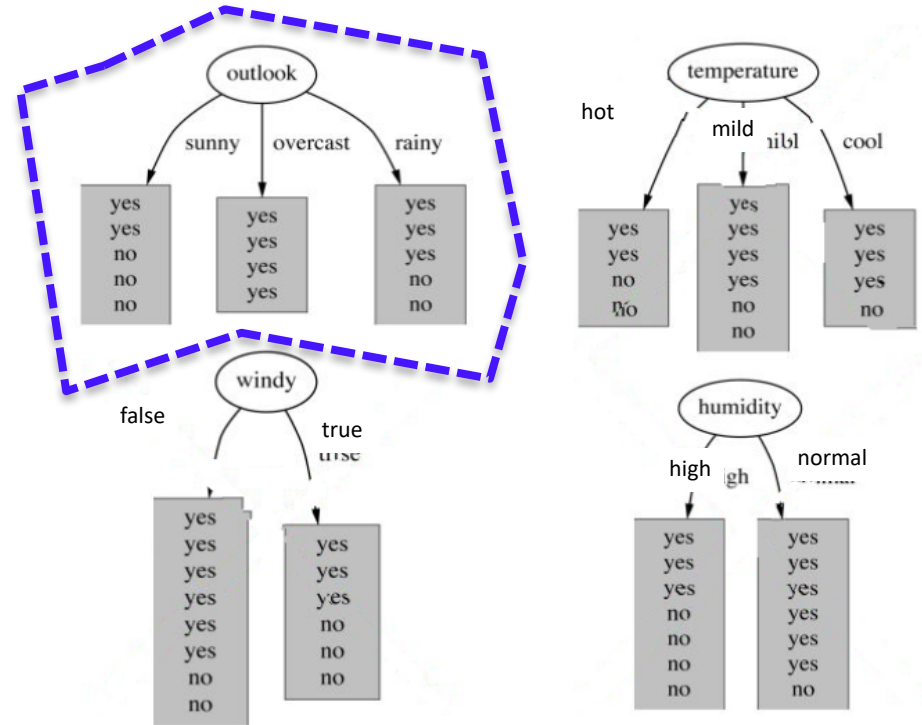 outlook
sunny overcast rainy
yes
yes
no
no
no
yes
yes
yes
yes
yes
yes
yes
no
no
temperature
hot
mild
cool
yes
yes
no
no
yes
yes
yes
yes
no
no
yes
yes
yes
no
windy
false
true
yes
yes
yes
yes
yes
yes
no
no
yes
yes
yes
no
no
no
humidity
high
normal
yes
yes
yes
no
no
no
no
yes
yes
yes
yes
yes
yes
no